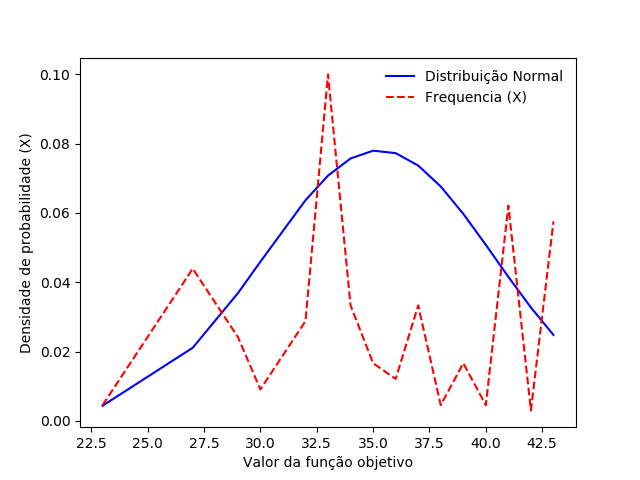 Distribuição Normal
Frequencia (X)
0.10
0.08
0.06
0.04
0.02
0.00
Densidade de probabilidade (X)
22.5 25.0 27.5 30.0 32.5 35.0 37.5 40.0 42.5
Valor da função objetivo